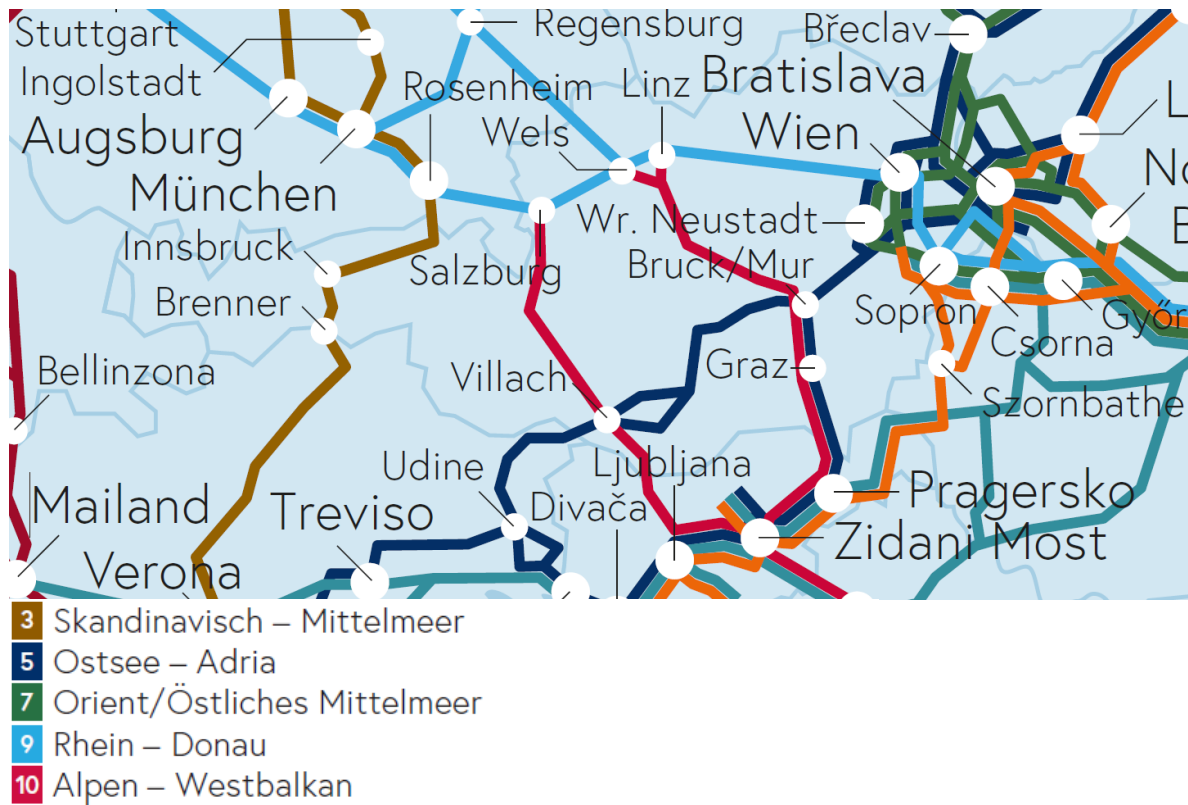 Stuttgart
Regensburg
Břeclav
Ingolstadt
Rosenheim
Linz
Bratislava
L
Augsburg
Wels
Wien
München
No
Wr. Neustadt
B
Innsbruck
Salzburg
Bruck/Mur
Brenner
Sopron
Győr
Csorna
Bellinzona
Villach
Graz
Szornbathe
Udine
Ljubljana
Mailand
Treviso
Divača
Pragersko
Zidani Most
Verona
3 Skandinavisch – Mittelmeer
5 Ostsee – Adria
7 Orient/Östliches Mittelmeer
9 Rhein – Donau
10 Alpen – Westbalkan